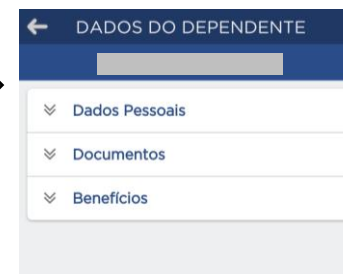 DADOS DO DEPENDENTE
Dados Pessoais
Documentos
Benefícios